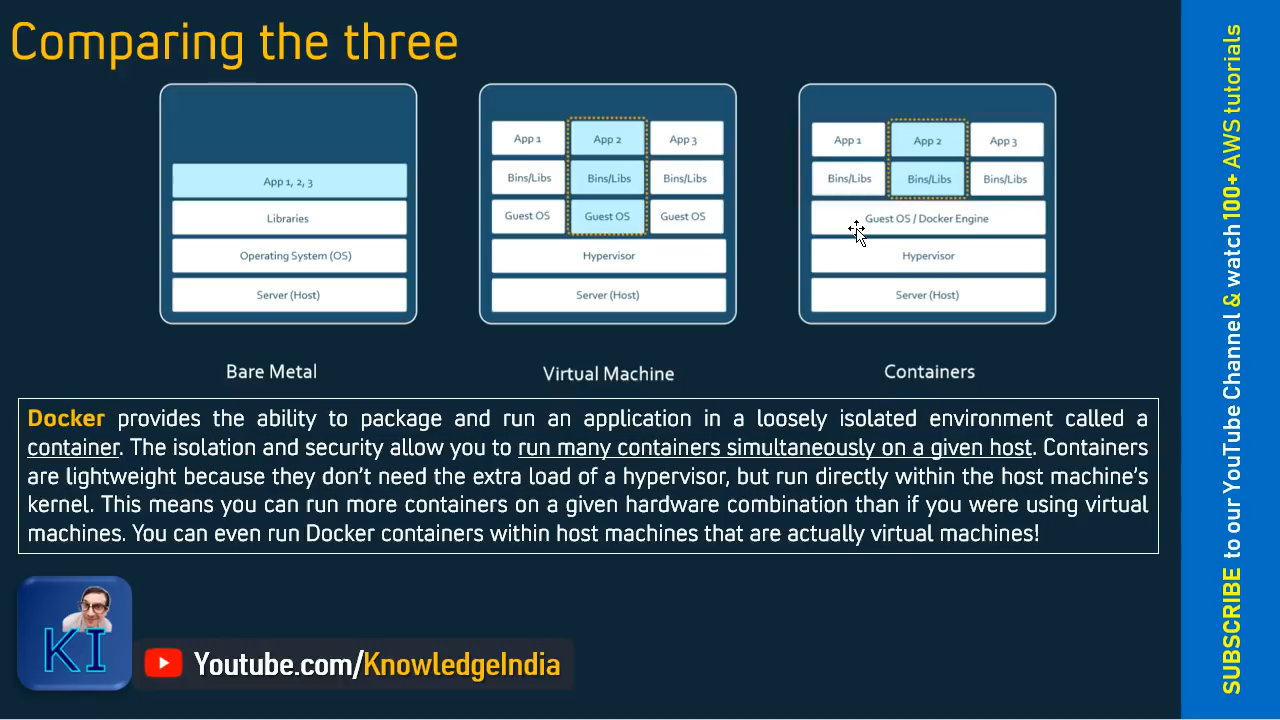 Comparing the three
App 1, 2, 3
Libraries
Operating System (OS)
Server (Host)
Bare Metal
App 1 App 2 App 3
Bins/Libs Bins/Libs Bins/Libs
Guest OS Guest OS Guest OS
Hypervisor
Server (Host)
Virtual Machine
App 1 App 2 App 3
Bins/Libs Bins/Libs Bins/Libs
Guest OS / Docker Engine
Hypervisor
Server (Host)
Containers
Docker provides the ability to package and run an application in a loosely isolated environment called a
container. The isolation and security allow you to run many containers simultaneously on a given host. Containers
are lightweight because they don't need the extra load of a hypervisor, but run directly within the host machine's
kernel. This means you can run more containers on a given hardware combination than if you were using virtual
machines. You can even run Docker containers within host machines that are actually virtual machines!
KI
Youtube.com/KnowledgeIndia
SUBSCRIBE to our YouTube Channel & watch 100+ AWS tutorials